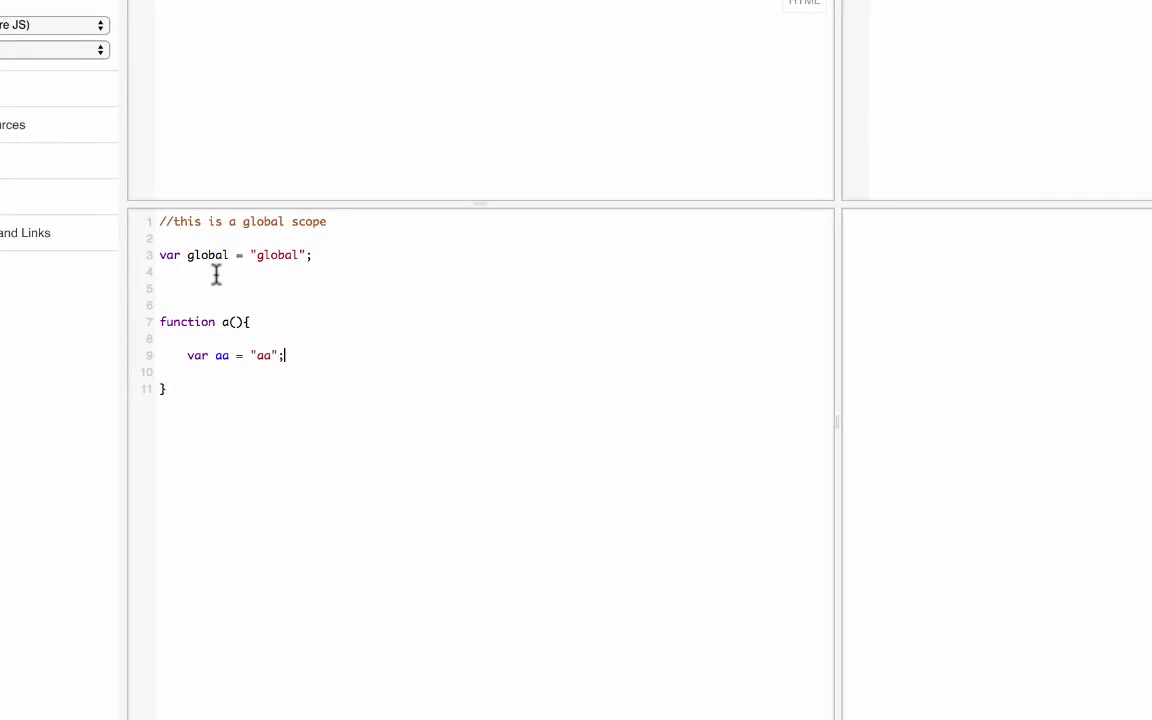 HTML
re JS)
urces
and Links
1 //this is a global scope
2
3 var global = "global";
4
5
6
7 function a(){
8
9 var aa = "aa";
10
11 }